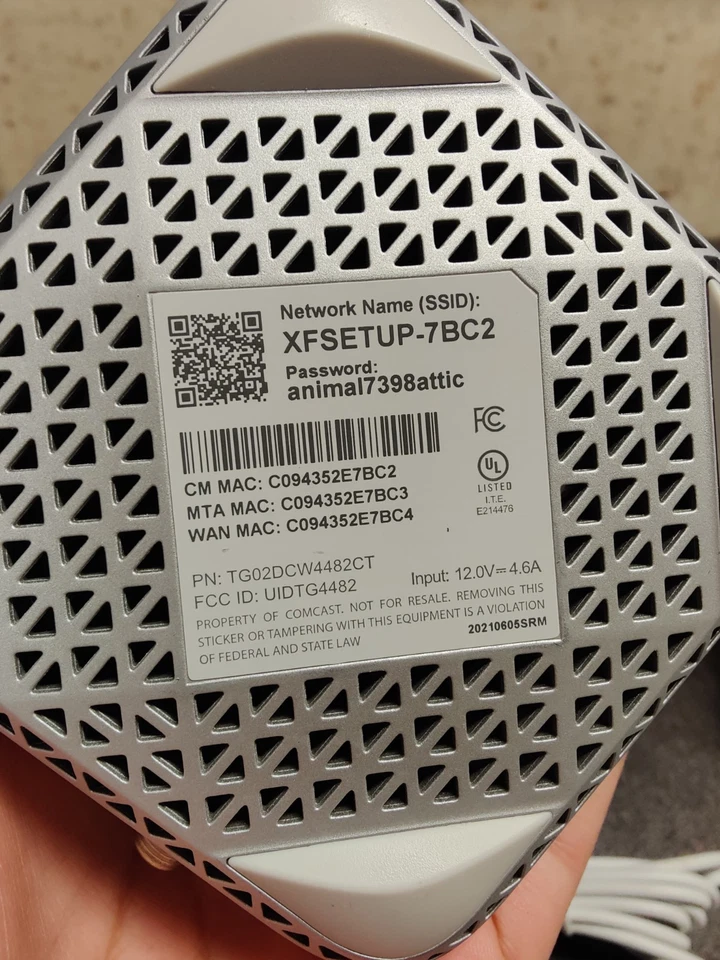 Network Name (SSID):
XFSETUP-7BC2
Password:
animal7398attic
FC
CM MAC: C094352E7BC2
MTA MAC: C094352E7BC3
WAN MAC: C094352E7BC4
UL
LISTED
I.T.E.
E214476
PN: TG02DCW4482CT
FCC ID: UIDTG4482
Input: 12.0V⎓4.6A
PROPERTY OF COMCAST. NOT FOR RESALE. REMOVING THIS
STICKER OR TAMPERING WITH THIS EQUIPMENT IS A VIOLATION
OF FEDERAL AND STATE LAW
20210605SRM